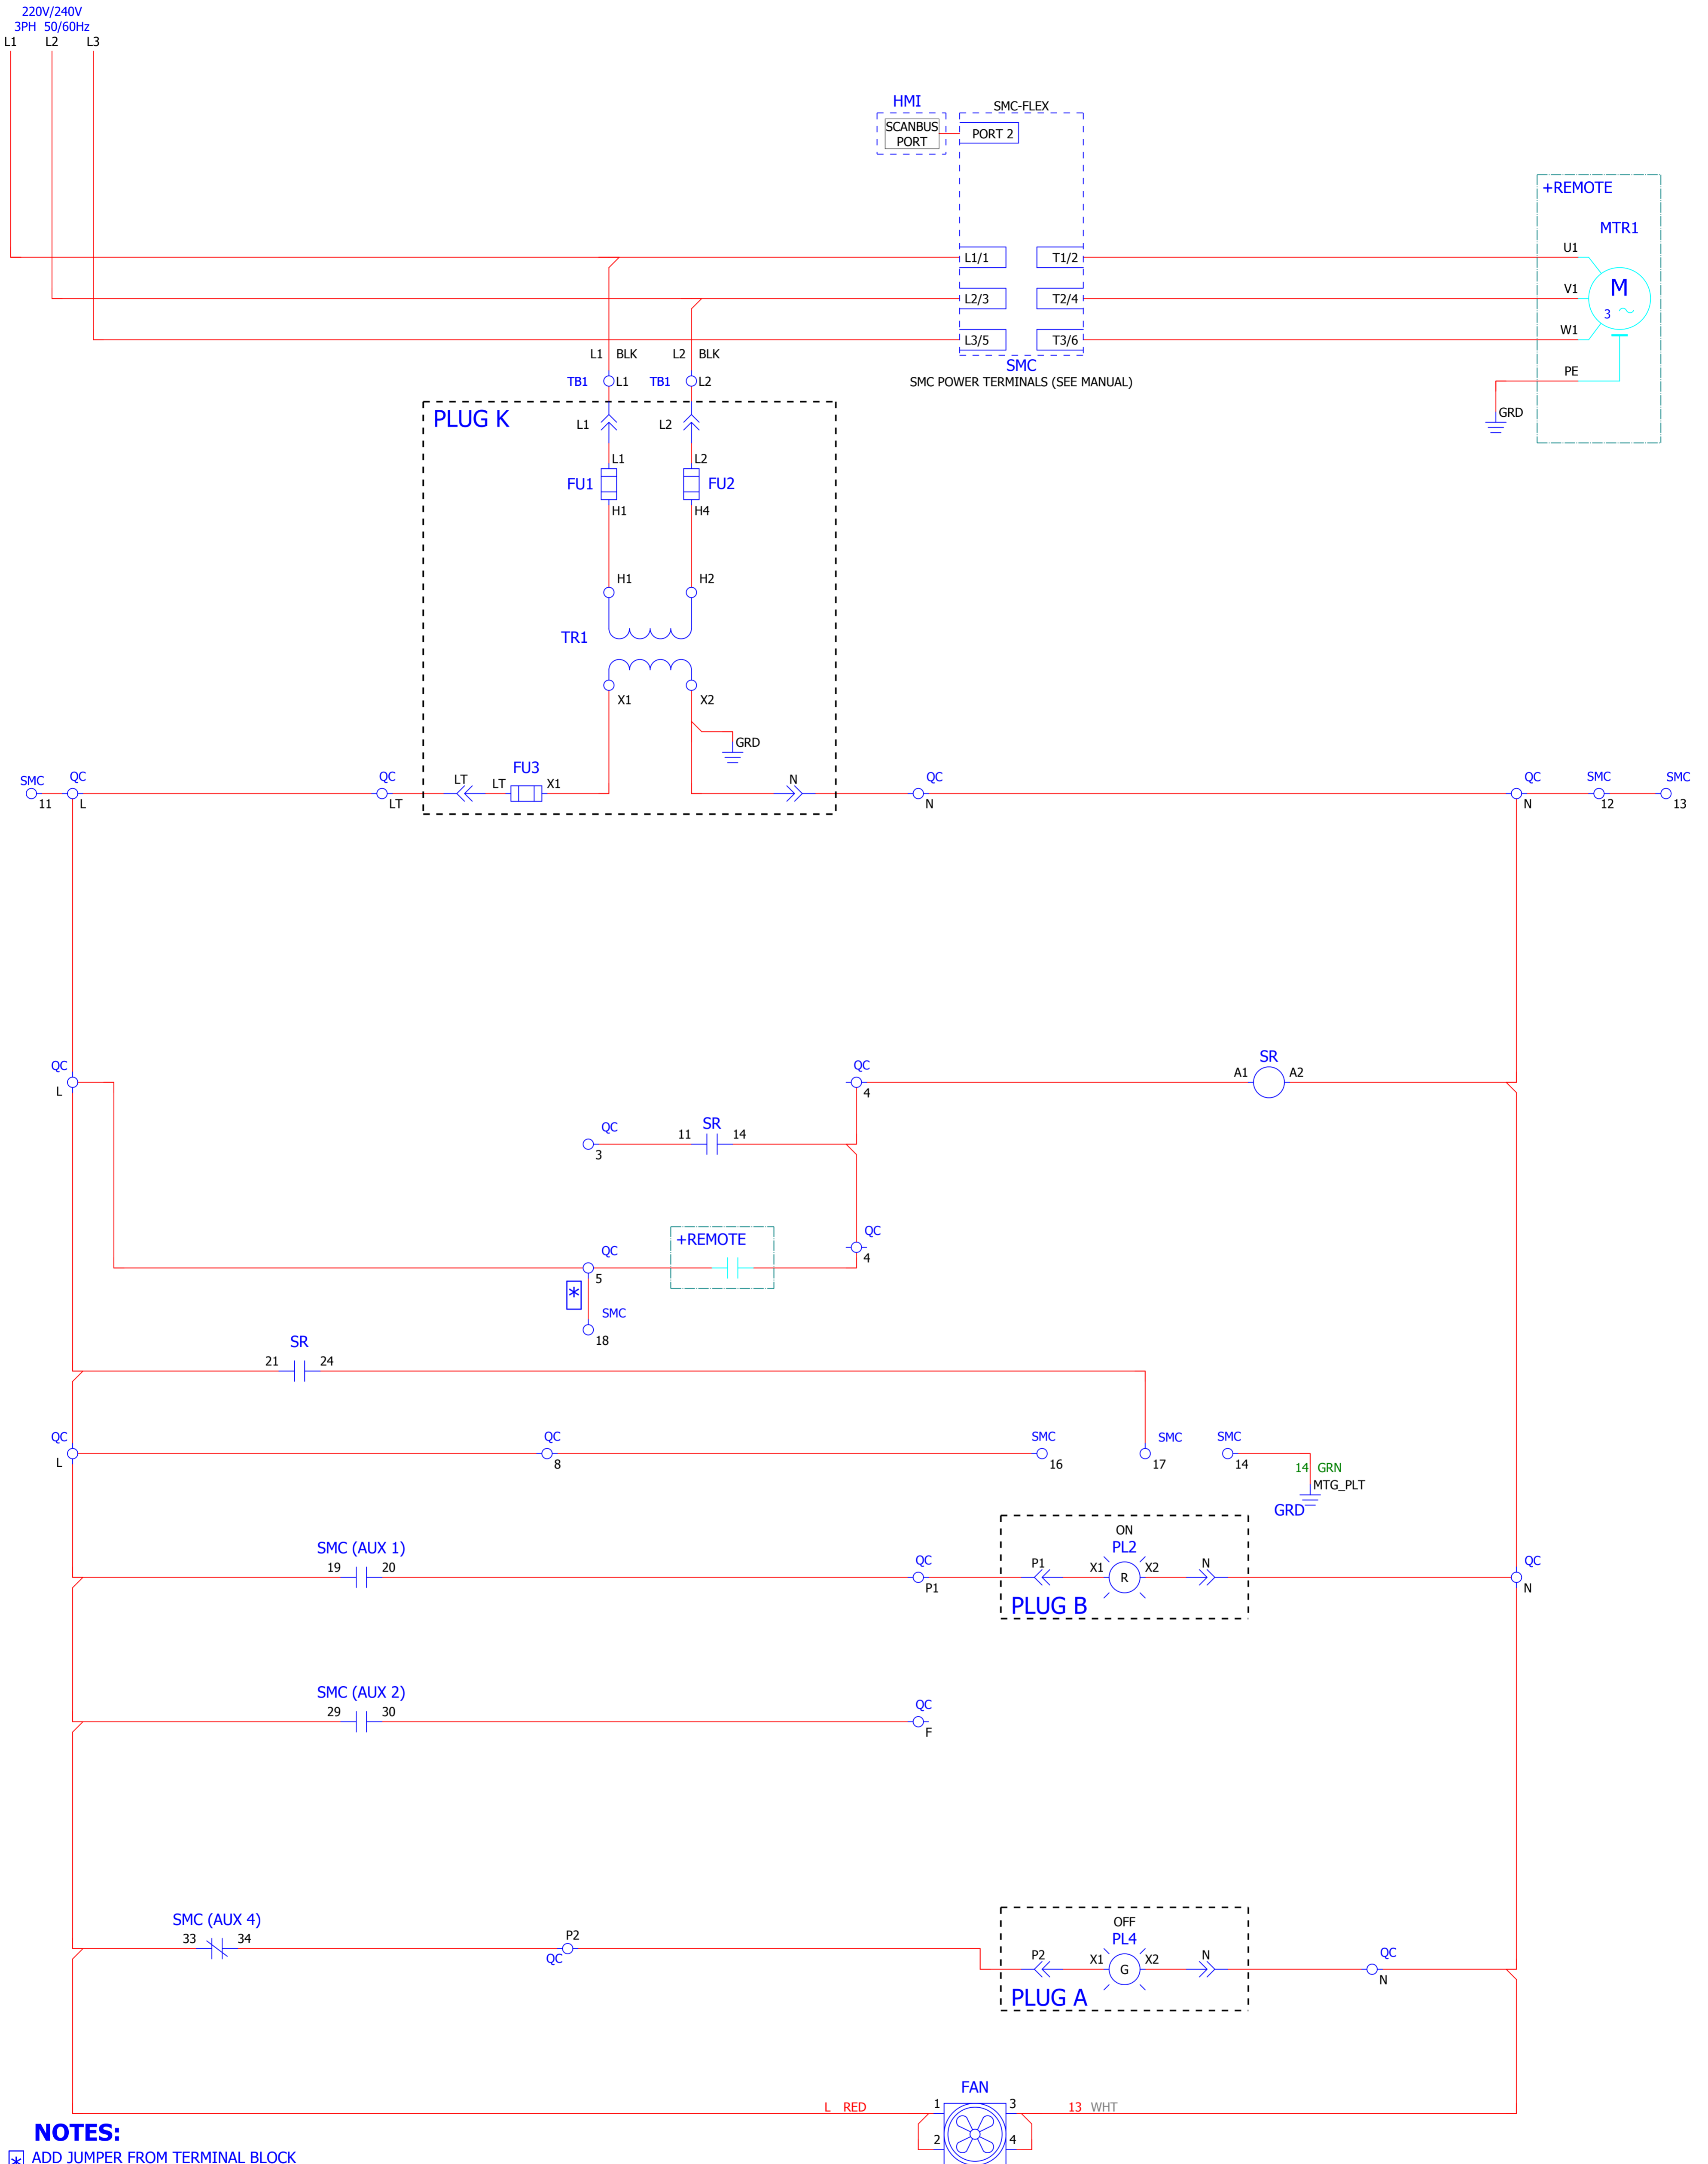 220V/240V
3PH 50/60Hz
L1 L2 L3
HMI
SCANBUS
PORT
SMC-FLEX
PORT 2
+REMOTE
MTR1
L1/1 T1/2 U1
L2/3 T2/4 V1
M
3
L3/5 T3/6 W1
SMC
SMC POWER TERMINALS (SEE MANUAL)
PE
GRD
L1 BLK L2 BLK
TB1 L1 TB1 L2
PLUG K
L1 L2
L1 L2
FU1 FU2
H1 H4
H1 H2
TR1
X1 X2
GRD
SMC QC QC LT LT FU3 X1 N QC QC SMC SMC
11 L LT N N 12 13
QC QC SR
L 4 A1 A2
QC 11 SR 14
3
+REMOTE
QC QC
5 4
*
SMC
18
SR
21 24
QC QC SMC SMC SMC
L 8 16 17 14
14 GRN
MTG_PLT
GRD
SMC (AUX 1)
19 20
QC
P1
ON
PL2
P1 X1 R X2 N
PLUG B
QC
N
SMC (AUX 2)
29 30
QC
F
SMC (AUX 4)
33 34
P2
QC
OFF
PL4
P2 X1 G X2 N
PLUG A
QC
N
FAN
L RED 1 3 13 WHT
2 4
NOTES:
* ADD JUMPER FROM TERMINAL BLOCK